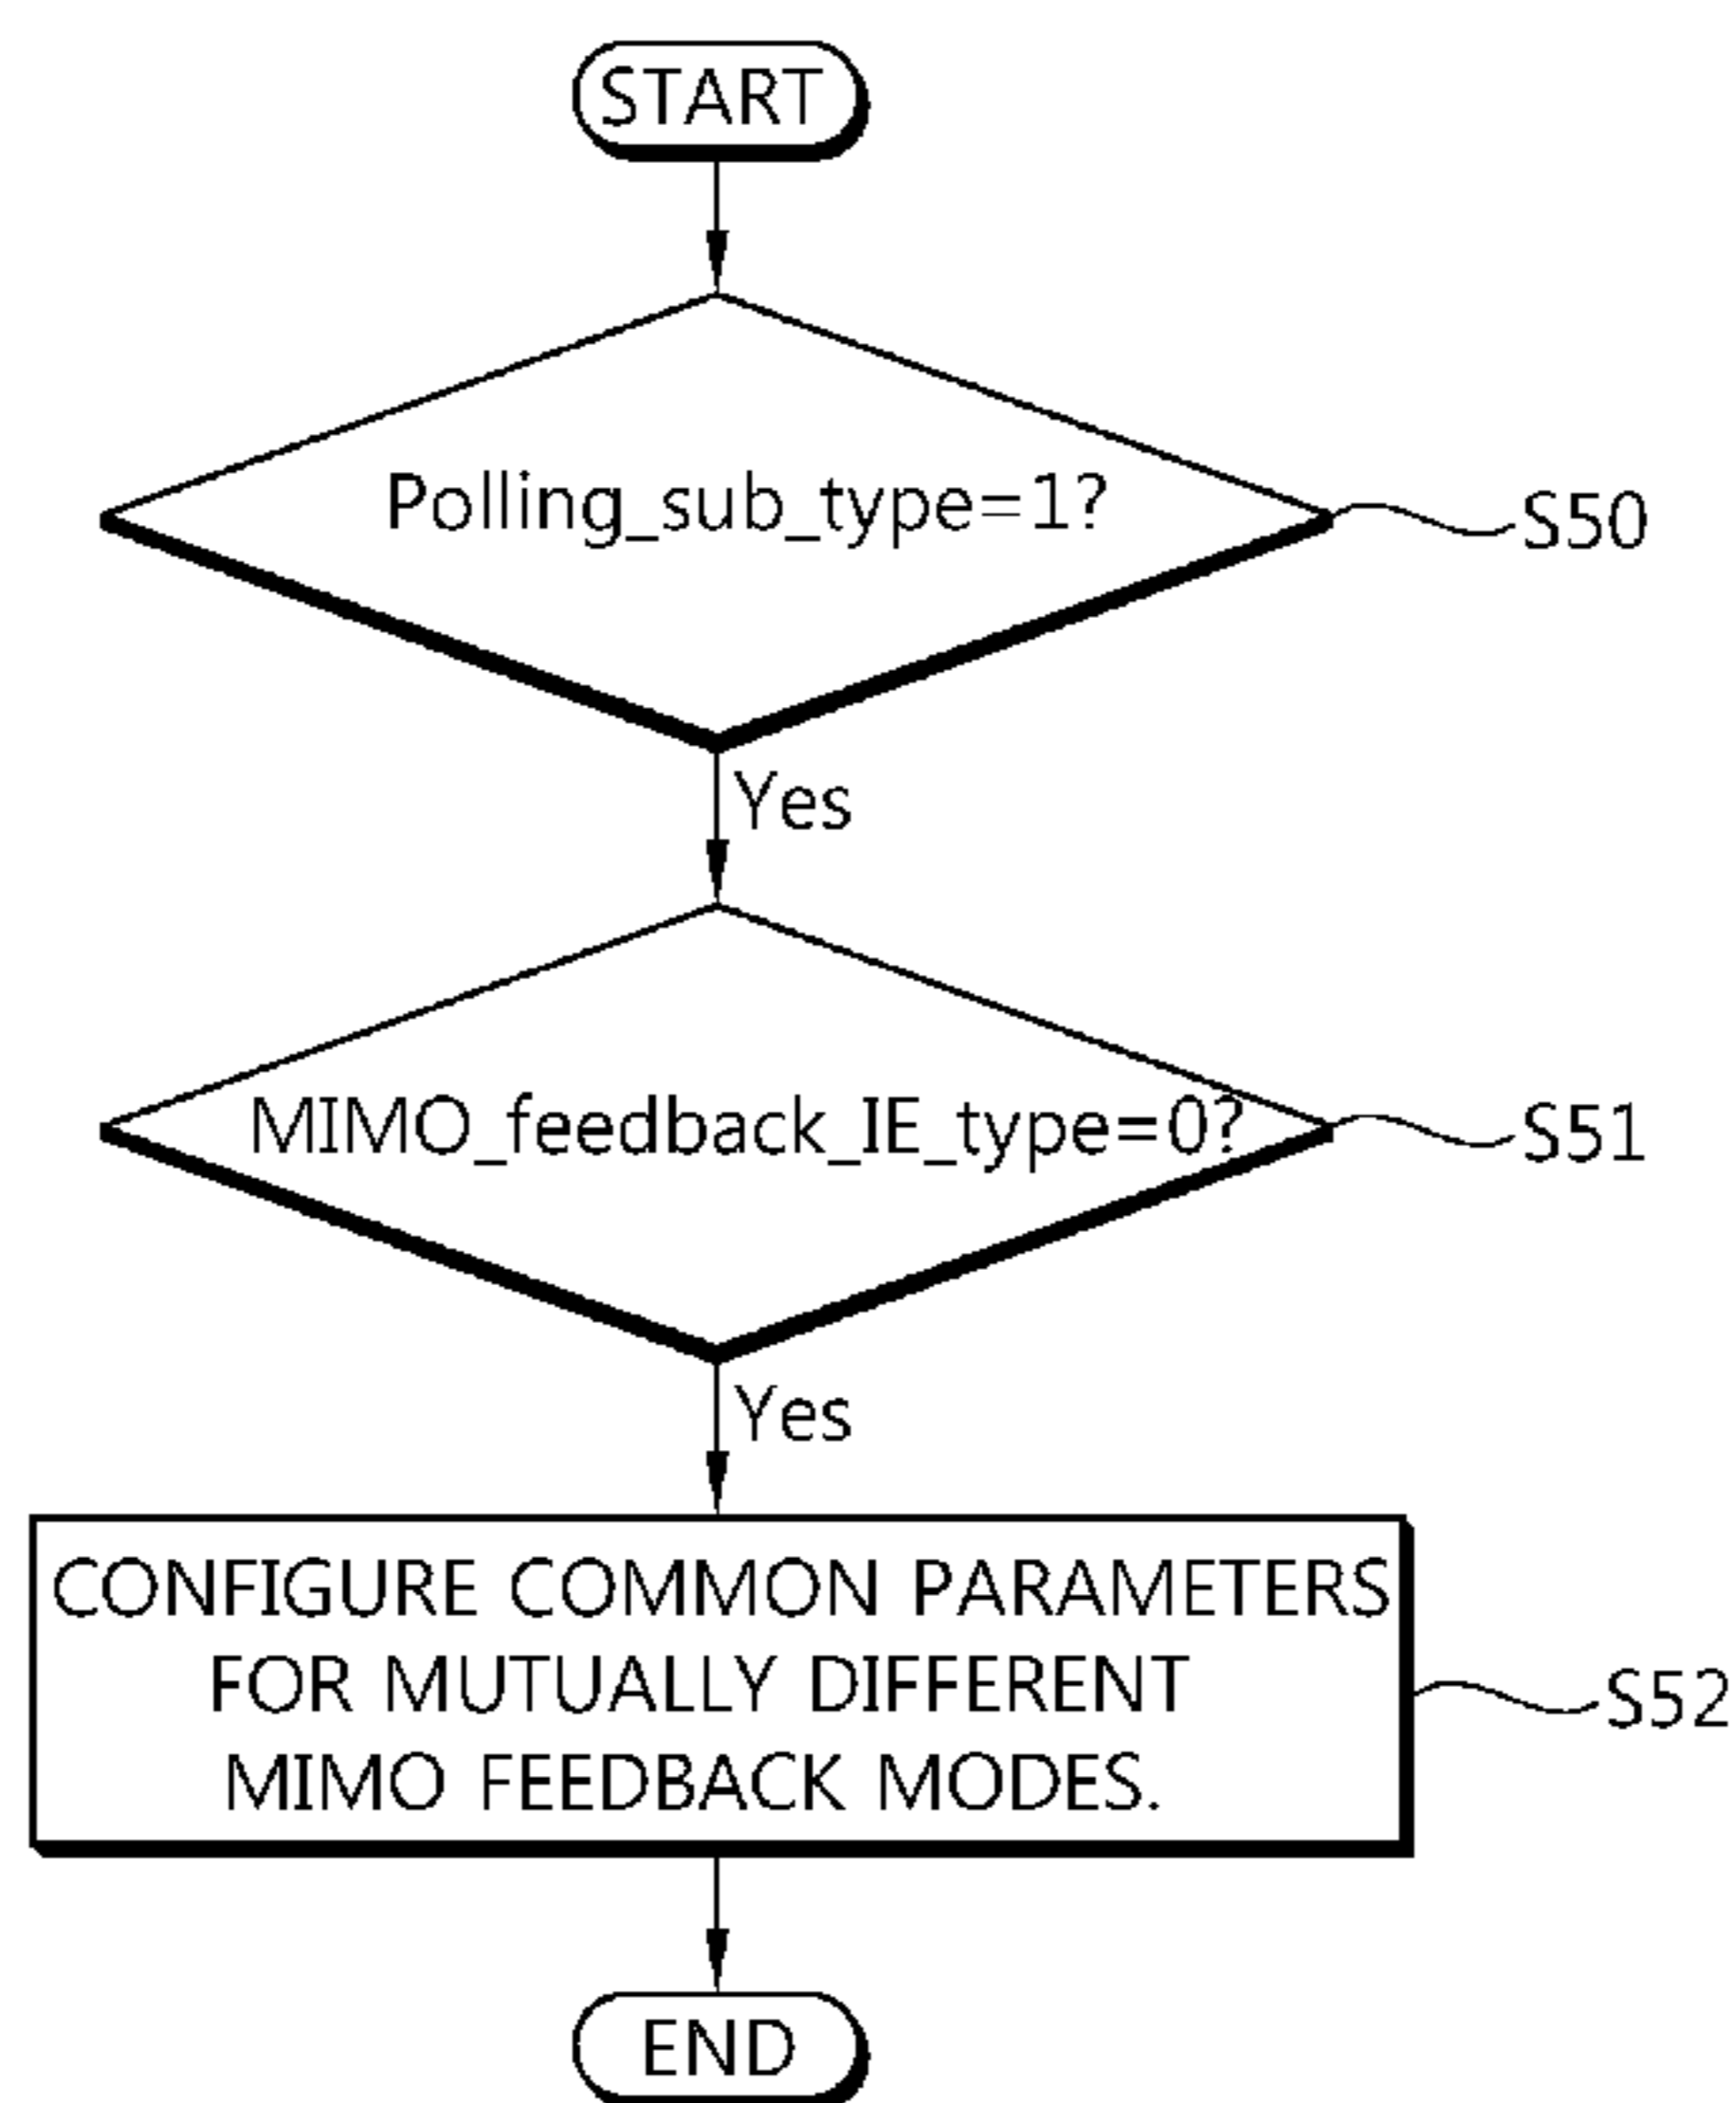 START
Polling_sub_type=1?
S50
Yes
MIMO_feedback_IE_type=0?
S51
Yes
CONFIGURE COMMON PARAMETERS
FOR MUTUALLY DIFFERENT
MIMO FEEDBACK MODES.
S52
END